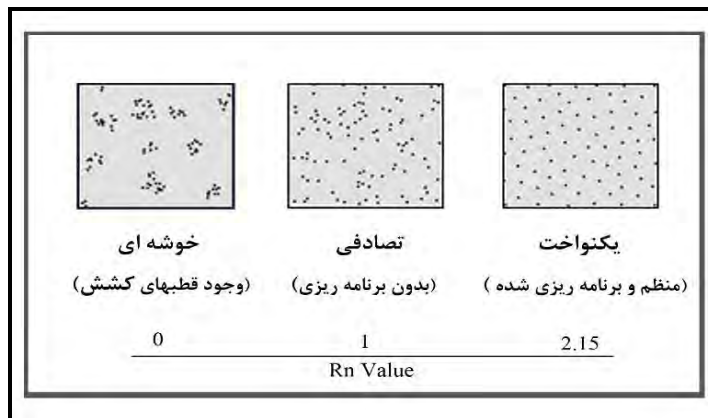 یکنواخت تصادفی خوشه ای
(منظم و برنامه ریزی شده ) (بدون برنامه ریزی) (وجود قطبهای کشش)
0 1 2.15
Rn Value